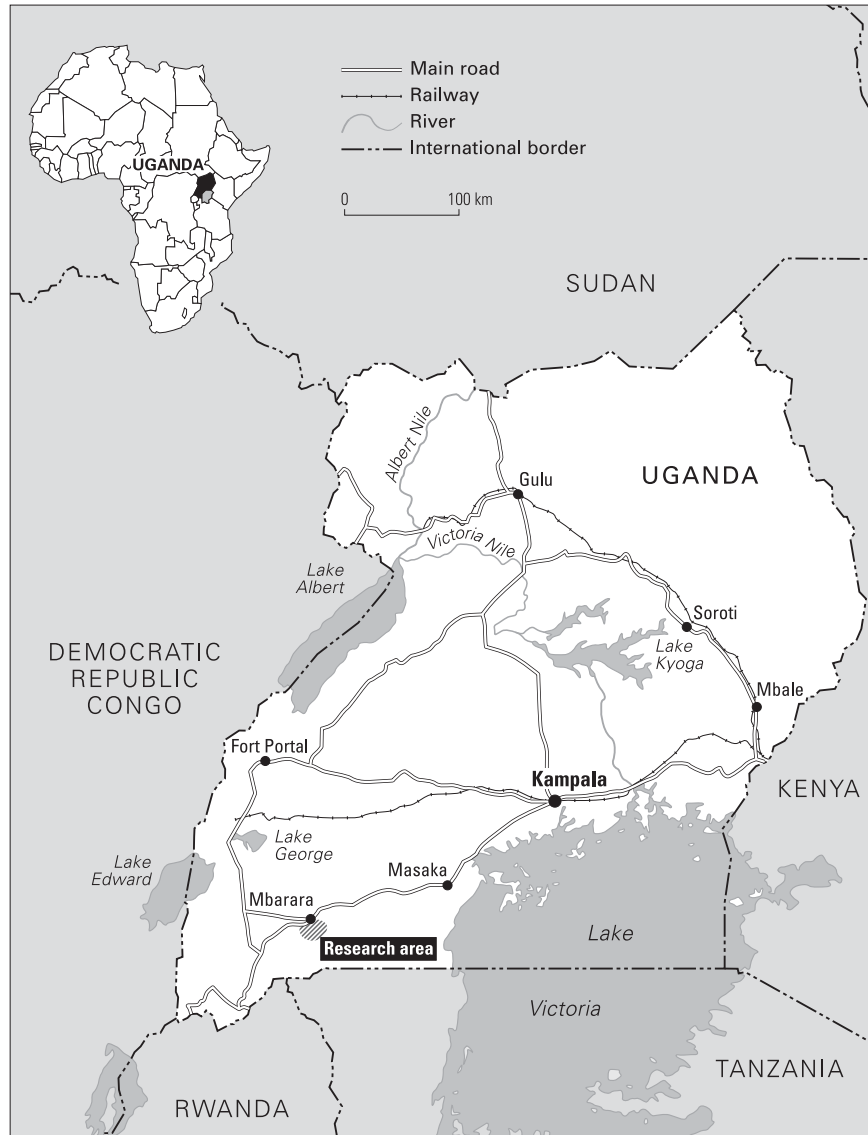 UGANDA
Main road
Railway
River
International border
0 100 km
SUDAN
Albert Nile
Gulu
UGANDA
Victoria Nile
Lake
Albert
Soroti
Lake
Kyoga
DEMOCRATIC
REPUBLIC
CONGO
Mbale
Fort Portal
Kampala
KENYA
Lake
George
Lake
Edward
Masaka
Mbarara
Research area
Lake
Victoria
TANZANIA
RWANDA